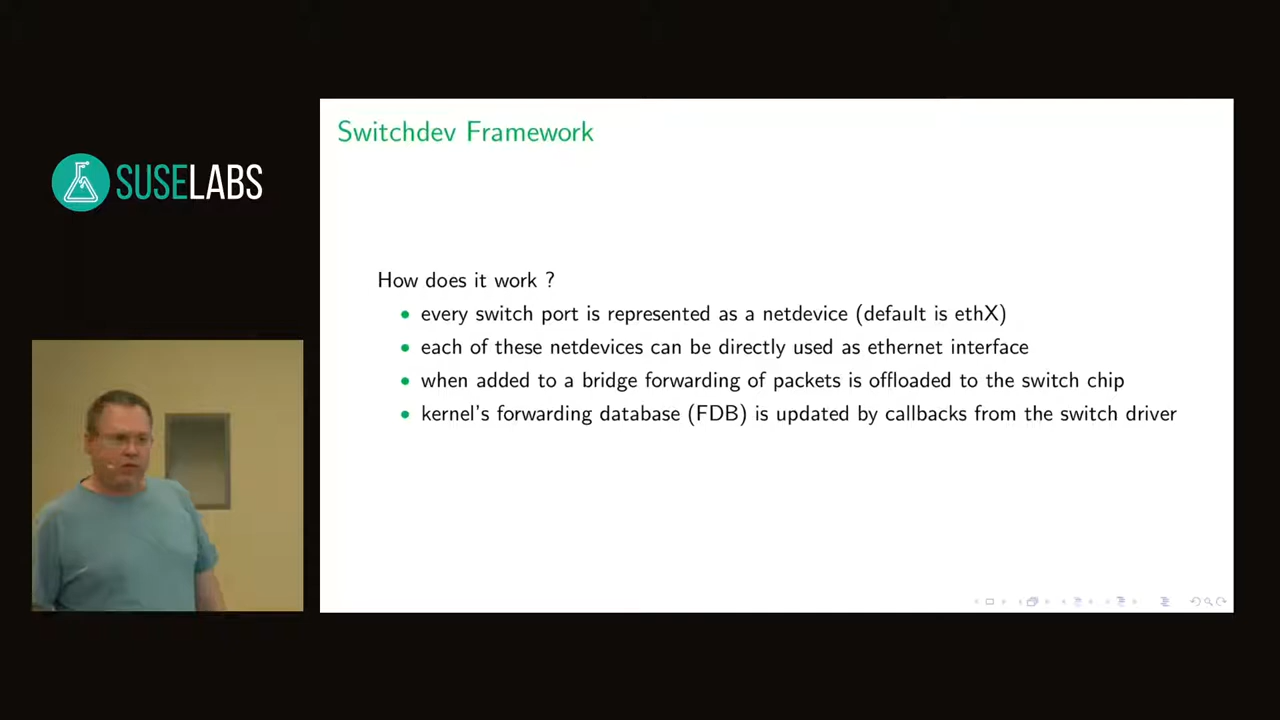 SUSELABS
Switchdev Framework
How does it work ?
every switch port is represented as a netdevice (default is ethX)
each of these netdevices can be directly used as ethernet interface
when added to a bridge forwarding of packets is offloaded to the switch chip
kernel's forwarding database (FDB) is updated by callbacks from the switch driver